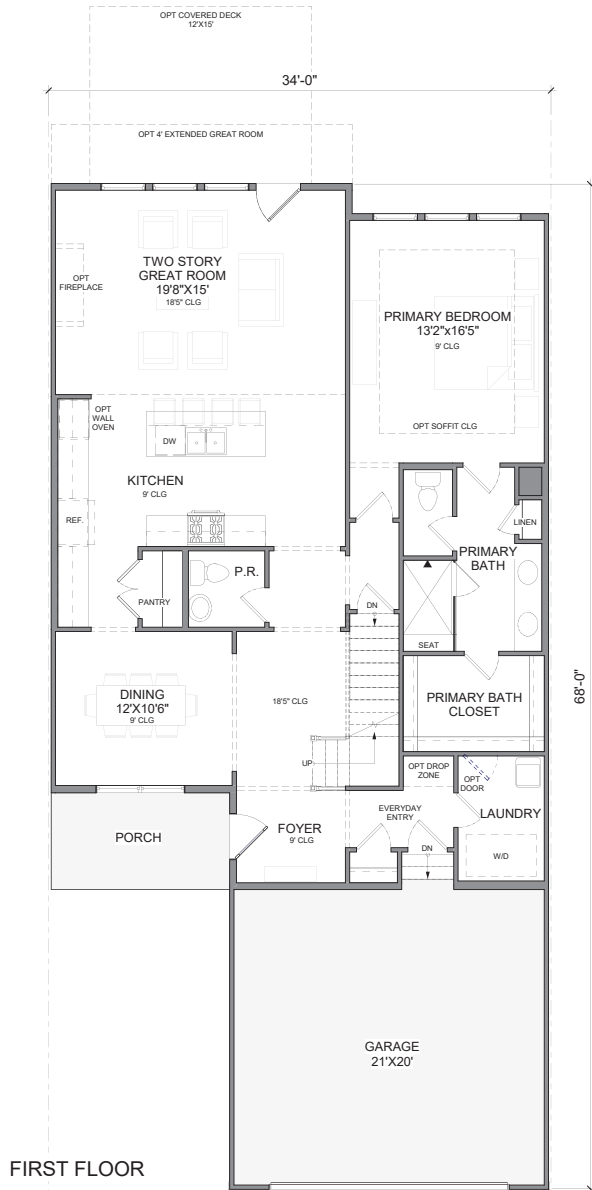 OPT COVERED DECK
12'X15'
34'-0"
OPT 4' EXTENDED GREAT ROOM
TWO STORY
GREAT ROOM
19'8"X15'
18'5" CLG
OPT
FIREPLACE
PRIMARY BEDROOM
13'2"x16'5"
9' CLG
OPT SOFFIT CLG
OPT
WALL
OVEN
DW
KITCHEN
9' CLG
REF.
LINEN
PRIMARY
BATH
P.R.
PANTRY
DN
SEAT
DINING
12'X10'6"
9' CLG
18'5" CLG
PRIMARY BATH
CLOSET
68'-0"
UP
OPT DROP
ZONE
OPT
DOOR
EVERYDAY
ENTRY
LAUNDRY
PORCH
FOYER
9' CLG
DN
W/D
GARAGE
21'X20'
FIRST FLOOR